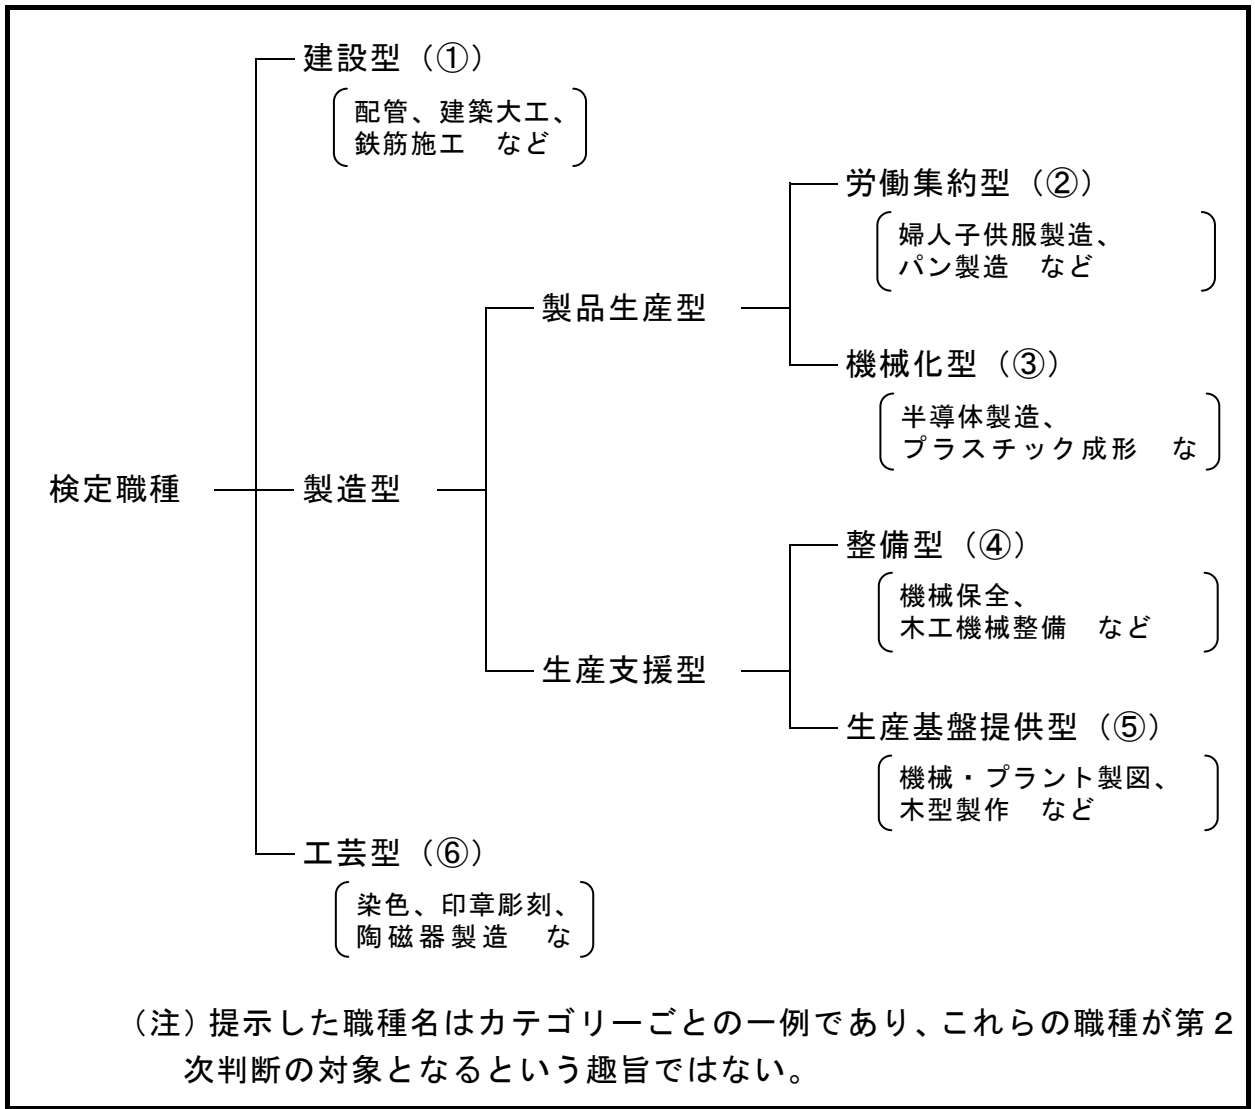 建設型(①)
配管、建築大工、
鉄筋施工　など
労働集約型(②)
婦人子供服製造、
パン製造　など
製品生産型
機械化型(③)
半導体製造、
プラスチック成形　な
検定職種
製造型
整備型(④)
機械保全、
木工機械整備　など
生産支援型
生産基盤提供型(⑤)
機械・プラント製図、
木型製作　など
工芸型(⑥)
染色、印章彫刻、
陶磁器製造　な
(注)提示した職種名はカテゴリーごとの一例であり、これらの職種が第２
次判断の対象となるという趣旨ではない。